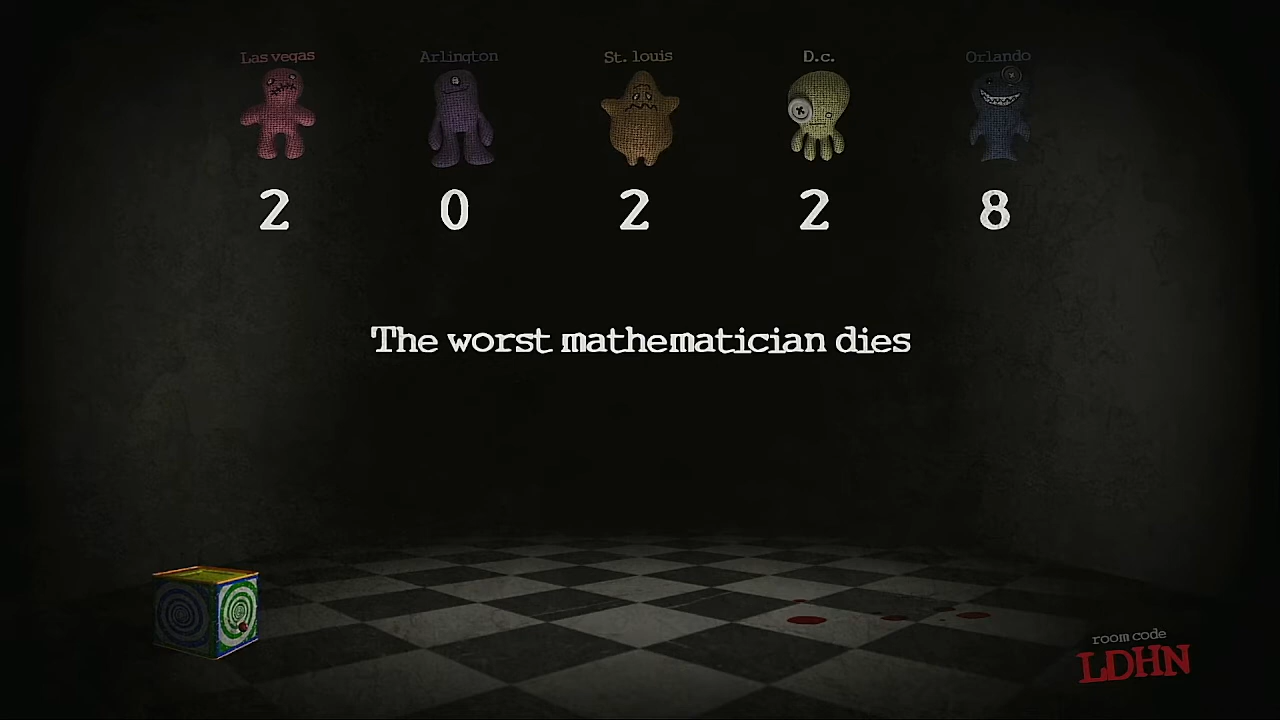 Las vegas Arlington St. louis D.c. Orlando
2 0 2 2 8
The worst mathematician dies
room code
LDHN